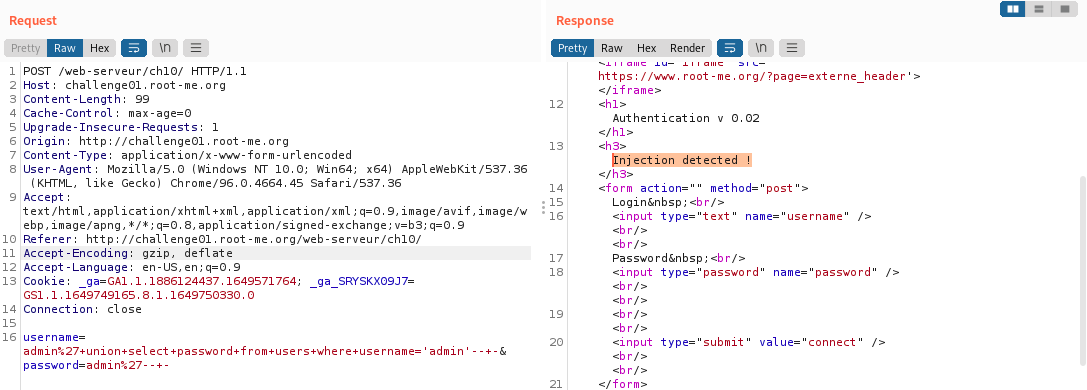 Request
Pretty Raw Hex \n
1 POST /web-serveur/ch10/ HTTP/1.1
2 Host: challenge01.root-me.org
3 Content-Length: 99
4 Cache-Control: max-age=0
5 Upgrade-Insecure-Requests: 1
6 Origin: http://challenge01.root-me.org
7 Content-Type: application/x-www-form-urlencoded
8 User-Agent: Mozilla/5.0 (Windows NT 10.0; Win64; x64) AppleWebKit/537.36
(KHTML, like Gecko) Chrome/96.0.4664.45 Safari/537.36
9 Accept:
text/html,application/xhtml+xml,application/xml;q=0.9,image/avif,image/w
ebp,image/apng,*/*;q=0.8,application/signed-exchange;v=b3;q=0.9
10 Referer: http://challenge01.root-me.org/web-serveur/ch10/
11 Accept-Encoding: gzip, deflate
12 Accept-Language: en-US,en;q=0.9
13 Cookie: _ga=GA1.1.1886124437.1649571764; _ga_SRYSKX09J7=
GS1.1.1649749165.8.1.1649750330.0
14 Connection: close
15
16 username=
admin%27+union+select+password+from+users+where+username='admin'--+-&
password=admin%27--+-
Response
Pretty Raw Hex Render \n
<iframe id='iframe' src='
https://www.root-me.org/?page=externe_header'>
</iframe>
12 <h1>
Authentication v 0.02
</h1>
13 <h3>
Injection detected !
</h3>
14 <form action="" method="post">
15 Login&nbsp;<br/>
16 <input type="text" name="username" />
<br/>
<br/>
17 Password&nbsp;<br/>
18 <input type="password" name="password" />
<br/>
<br/>
19 <br/>
<br/>
20 <input type="submit" value="connect" />
<br/>
<br/>
21 </form>